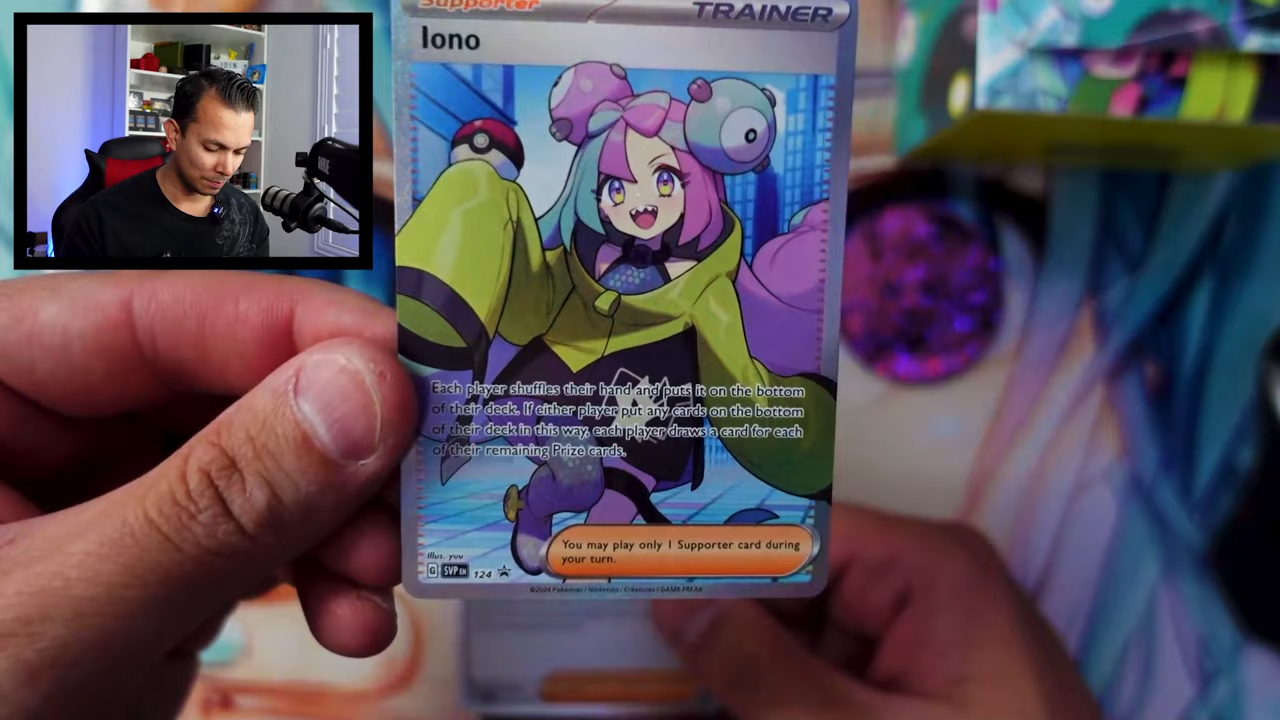 Supporter
TRAINER
Iono
Each player shuffles their hand and puts it on the bottom
of their deck. If either player put any cards on the bottom
of their deck in this way, each player draws a card for each
of their remaining Prize cards.
You may play only 1 Supporter card during
your turn.
Illus. yuu
G SVP EN 124
©2024 Pokémon / Nintendo / Creatures / GAME FREAK
JOIN
RODE